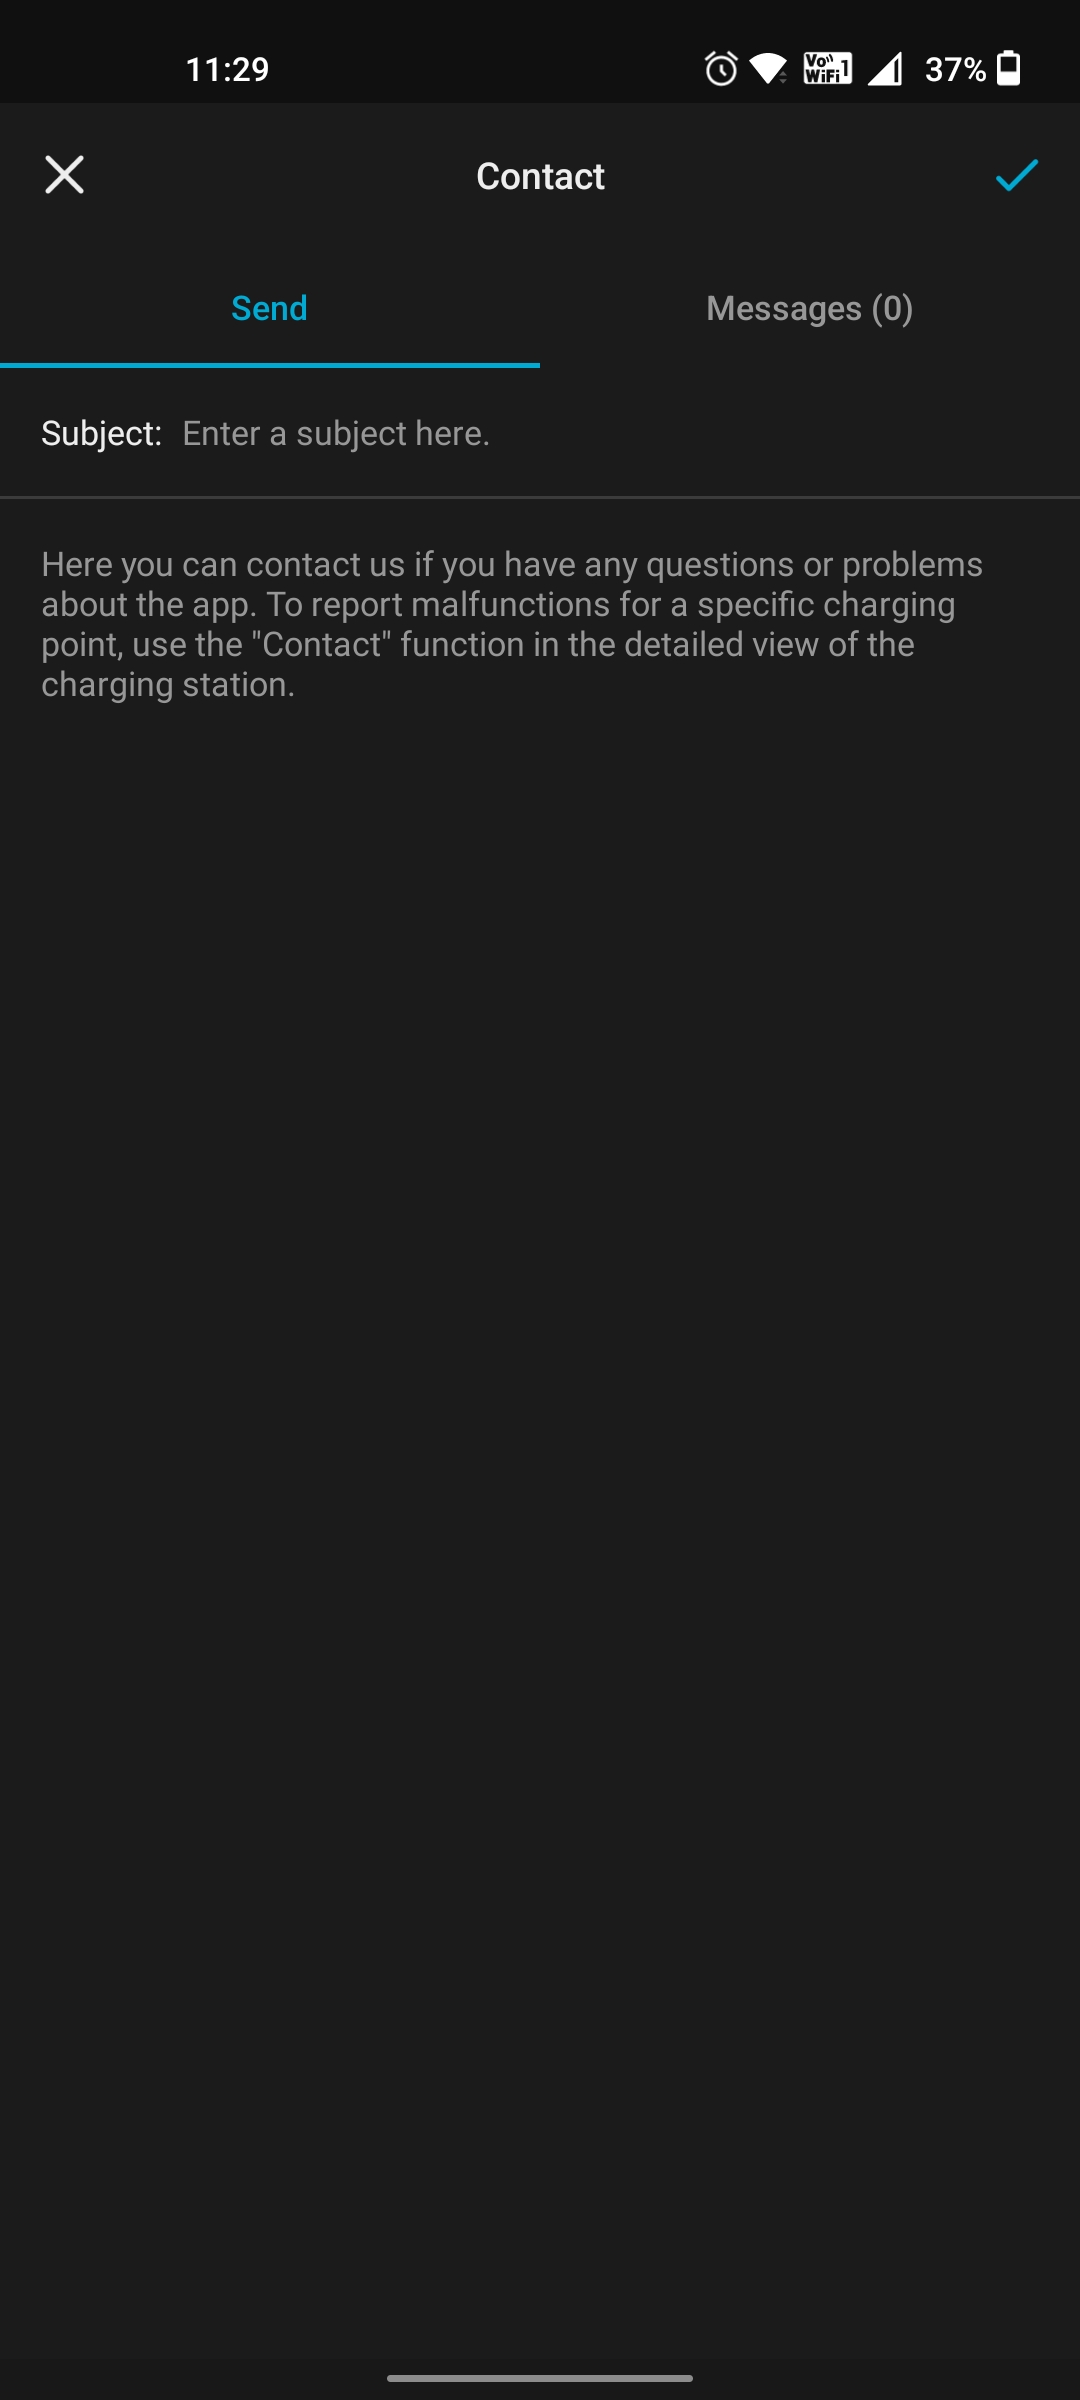 11:29
Vo WiFi 1
37%
Contact
Send
Messages (0)
Subject: Enter a subject here.
Here you can contact us if you have any questions or problems
about the app. To report malfunctions for a specific charging
point, use the "Contact" function in the detailed view of the
charging station.